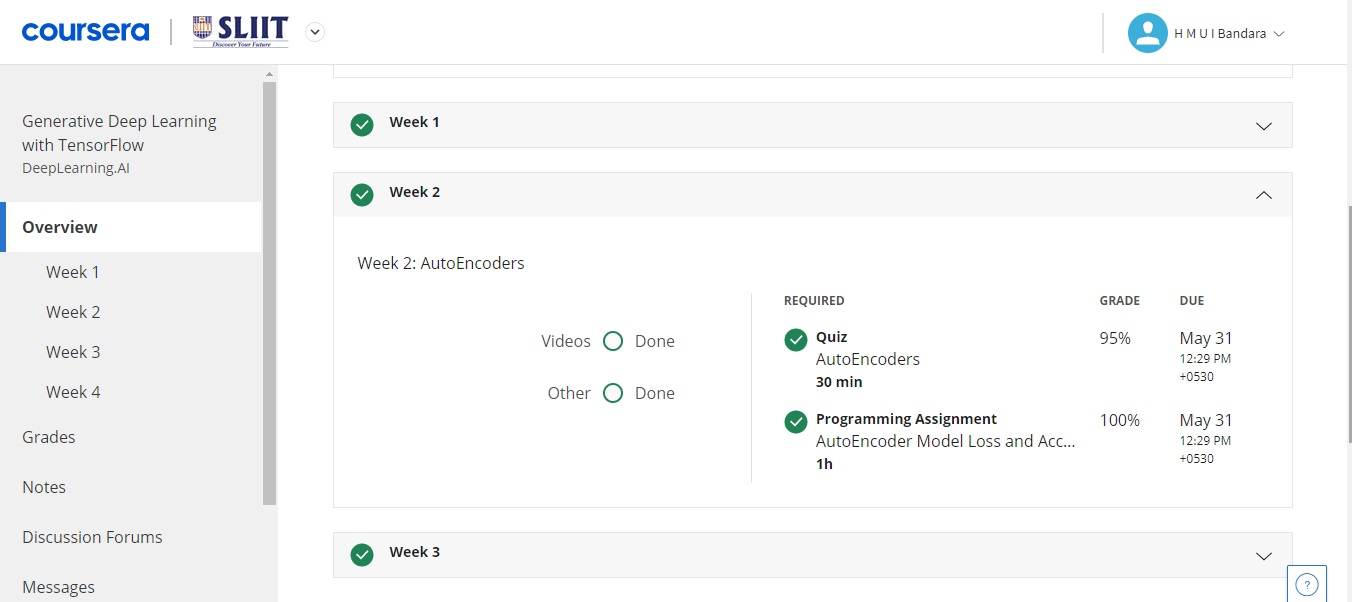 coursera
SLIIT
Discover Your Future
H M U I Bandara
Generative Deep Learning
with TensorFlow
DeepLearning.AI
Overview
Week 1
Week 2
Week 3
Week 4
Grades
Notes
Discussion Forums
Messages
Week 1
Week 2
Week 2: AutoEncoders
Videos Done
Other Done
REQUIRED GRADE DUE
Quiz 95% May 31
AutoEncoders 12:29 PM
30 min +0530
Programming Assignment 100% May 31
AutoEncoder Model Loss and Acc... 12:29 PM
1h +0530
Week 3
?